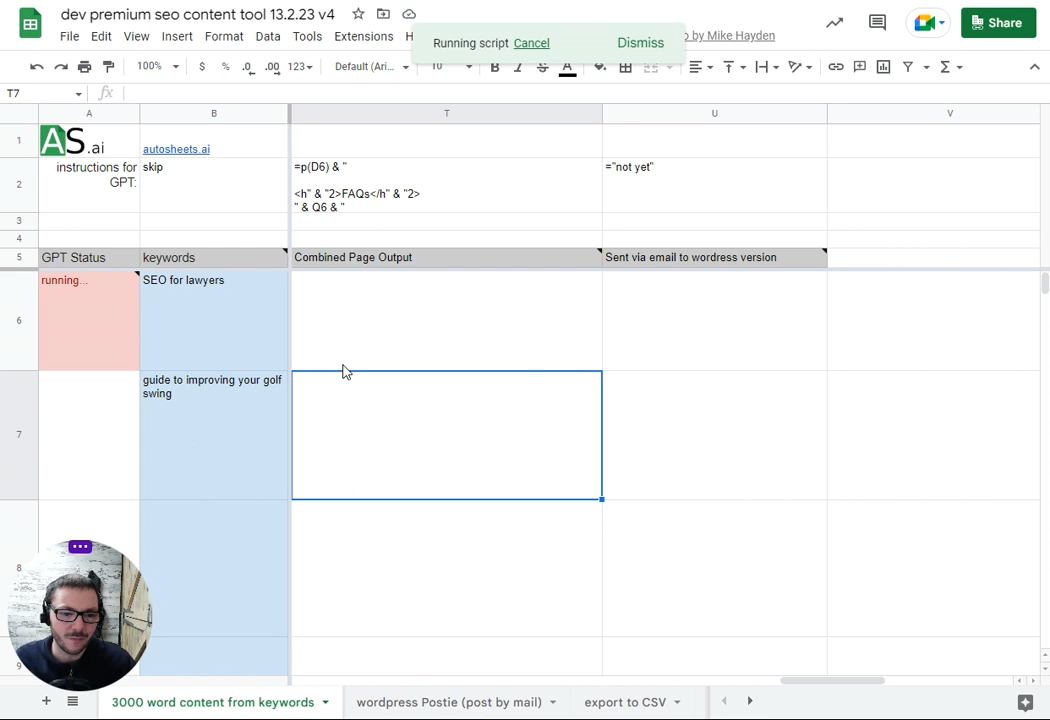 dev premium seo content tool 13.2.23 v4
Running script Cancel Dismiss
Share
File Edit View Insert Format Data Tools Extensions H
o by Mike Hayden
100% $ % .0 .00 123 Default (Ari... 10 B I S A
T7 fx
A B T U V
1 AS.ai autosheets.ai
2 instructions for GPT: skip =p(D6) & " ="not yet"
<h" & "2>FAQs</h" & "2>
" & Q6 & "
3
4
5 GPT Status keywords Combined Page Output Sent via email to wordress version
6 running... SEO for lawyers
7 guide to improving your golf
swing
8
9
3000 word content from keywords wordpress Postie (post by mail) export to CSV